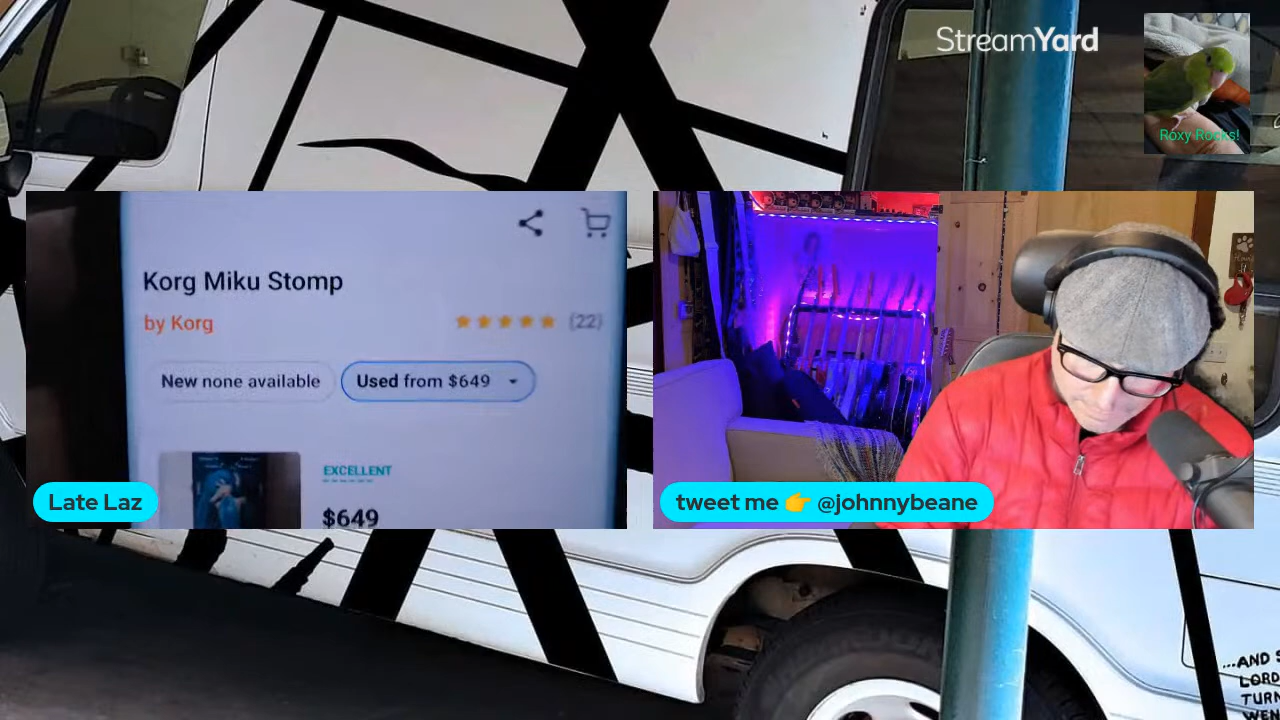 StreamYard
Roxy Rocks!
Korg Miku Stomp
by Korg
(22)
New none available
Used from $649
EXCELLENT
$649
Late Laz
tweet me 👉 @johnnybeane
...AND
LORD
TURN
WEN